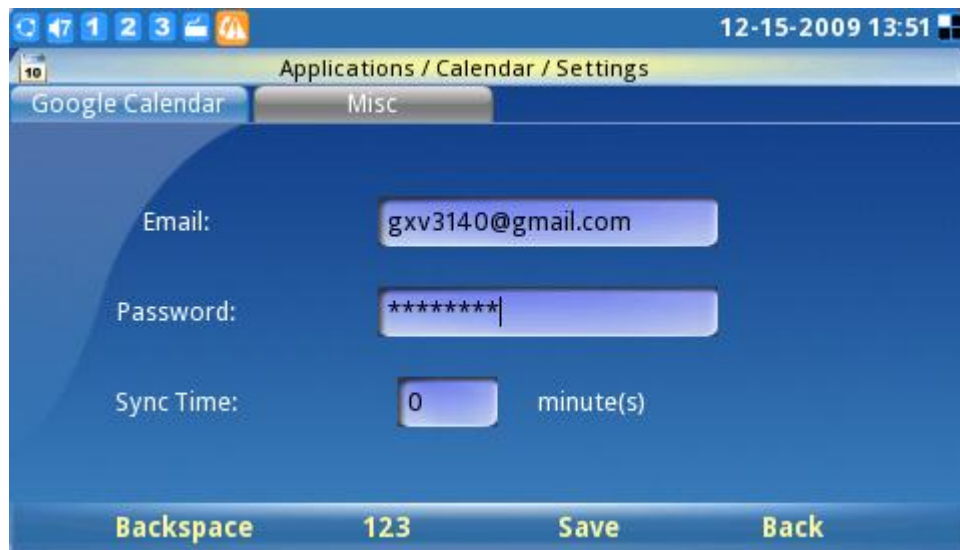 7 1 2 3 12-15-2009 13:51
10 Applications / Calendar / Settings
Google Calendar Misc
Email: gxv3140@gmail.com
Password: ********
Sync Time: 0 minute(s)
Backspace 123 Save Back